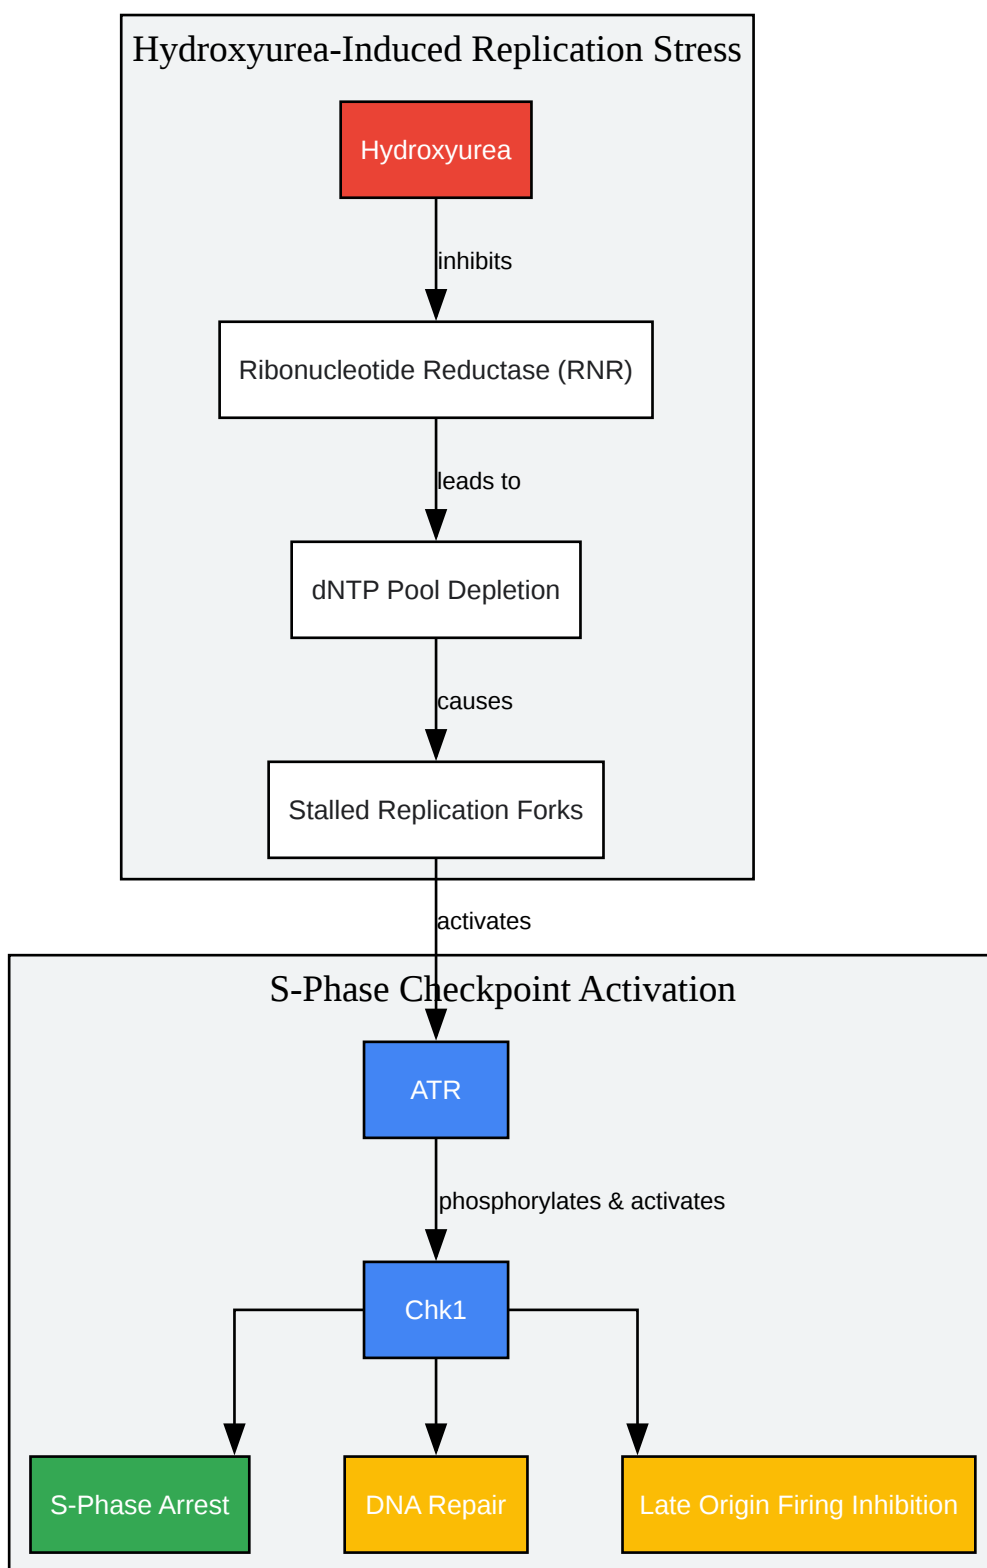 Hydroxyurea-Induced Replication Stress
Hydroxyurea
inhibits
Ribonucleotide Reductase (RNR)
leads to
dNTP Pool Depletion
causes
Stalled Replication Forks
activates
S-Phase Checkpoint Activation
ATR
phosphorylates & activates
Chk1
S-Phase Arrest
DNA Repair
Late Origin Firing Inhibition